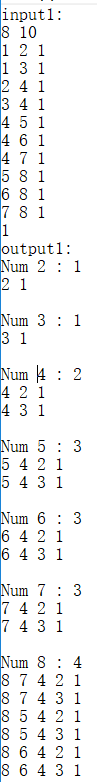 input1:
8 10
1 2 1
1 3 1
2 4 1
3 4 1
4 5 1
4 6 1
4 7 1
5 8 1
6 8 1
7 8 1
1
output1:
Num 2 : 1
2 1

Num 3 : 1
3 1

Num 4 : 2
4 2 1
4 3 1

Num 5 : 3
5 4 2 1
5 4 3 1

Num 6 : 3
6 4 2 1
6 4 3 1

Num 7 : 3
7 4 2 1
7 4 3 1

Num 8 : 4
8 7 4 2 1
8 7 4 3 1
8 5 4 2 1
8 5 4 3 1
8 6 4 2 1
8 6 4 3 1